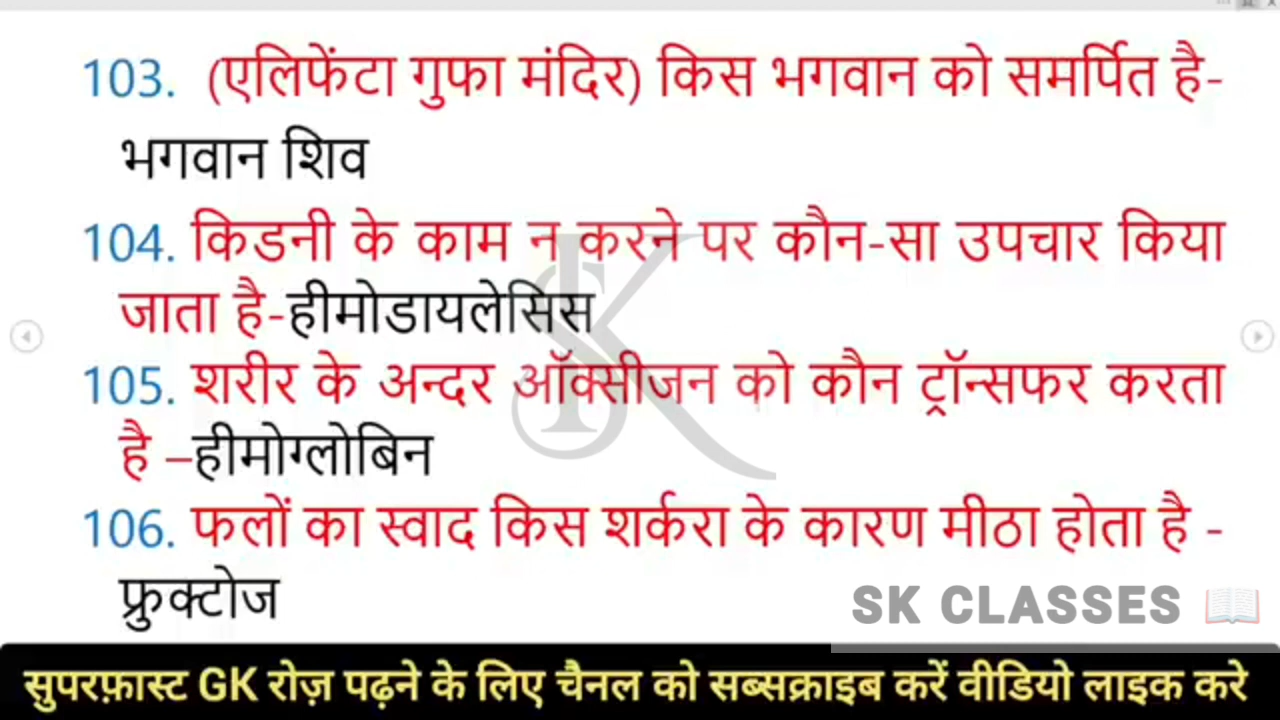 103. (एलिफेंटा गुफा मंदिर) किस भगवान को समर्पित है-
भगवान शिव
104. किडनी के काम न करने पर कौन-सा उपचार किया
जाता है-हीमोडायलेसिस
105. शरीर के अन्दर ऑक्सीजन को कौन ट्रॉन्सफर करता
है –हीमोग्लोबिन
106. फलों का स्वाद किस शर्करा के कारण मीठा होता है -
फ्रुक्टोज
SK
SK CLASSES
सुपरफ़ास्ट GK रोज़ पढ़ने के लिए चैनल को सब्सक्राइब करें वीडियो लाइक करे